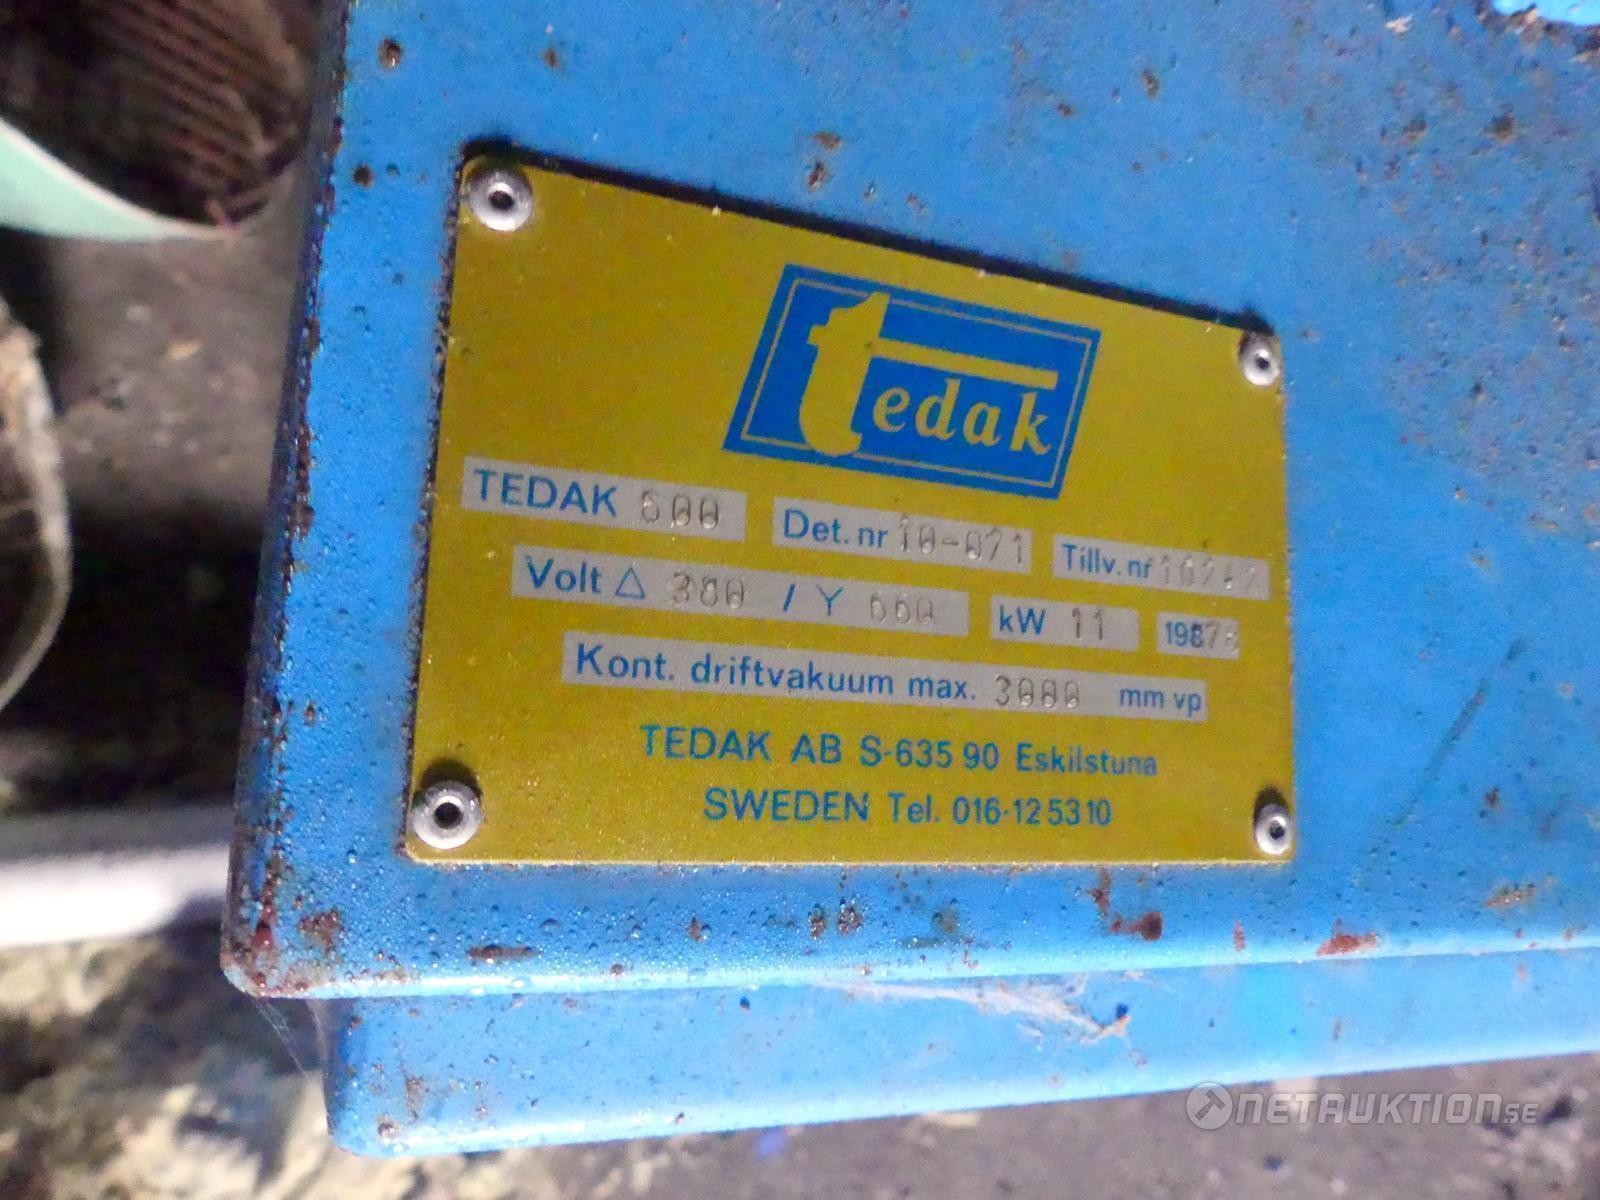 tedak
TEDAK 600 Det. nr 10-071 Tillv. nr
Volt Δ 380 / Y 660 kW 11
Kont. driftvakuum max. 3000 mm vp
TEDAK AB S-635 90 Eskilstuna
SWEDEN Tel. 016-12 53 10
NETAUKTION.SE